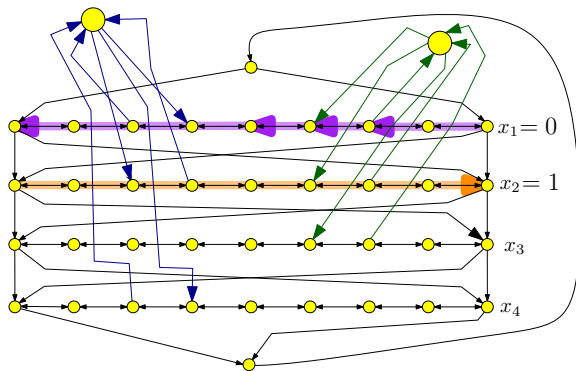 x₁ = 0
x₂ = 1
x₃
x₄